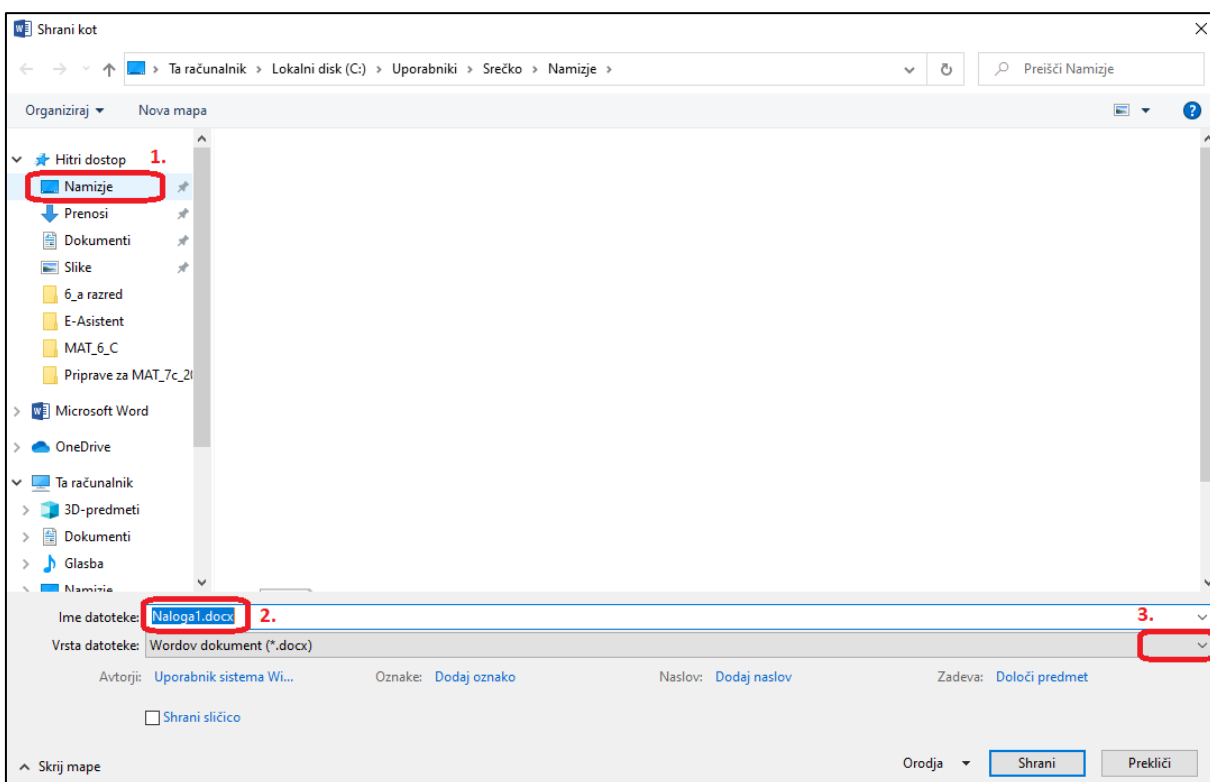 Shrani kot
Ta računalnik > Lokalni disk (C:) > Uporabniki > Srečko > Namizje >
Preišči Namizje
Organiziraj
Nova mapa
Hitri dostop
1.
Namizje
Prenosi
Dokumenti
Slike
6_a razred
E-Asistent
MAT_6_C
Priprave za MAT_7c_20
Microsoft Word
OneDrive
Ta računalnik
3D-predmeti
Dokumenti
Glasba
Namizje
Ime datoteke: Naloga1.docx 2. 3.
Vrsta datoteke: Wordov dokument (*.docx)
Avtorji: Uporabnik sistema Wi... Oznake: Dodaj oznako Naslov: Dodaj naslov Zadeva: Določi predmet
Shrani sličico
Skrij mape
Orodja
Shrani
Prekliči